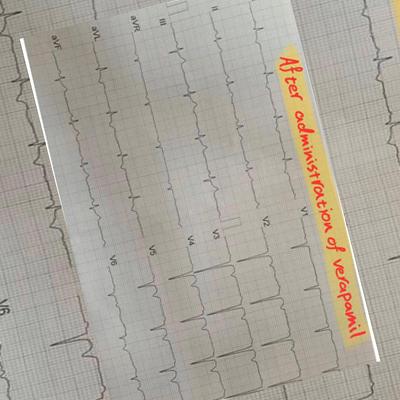 After administration of verapamil
II
III
aVR
aVL
aVF
V1
V2
V3
V4
V5
V6
V6